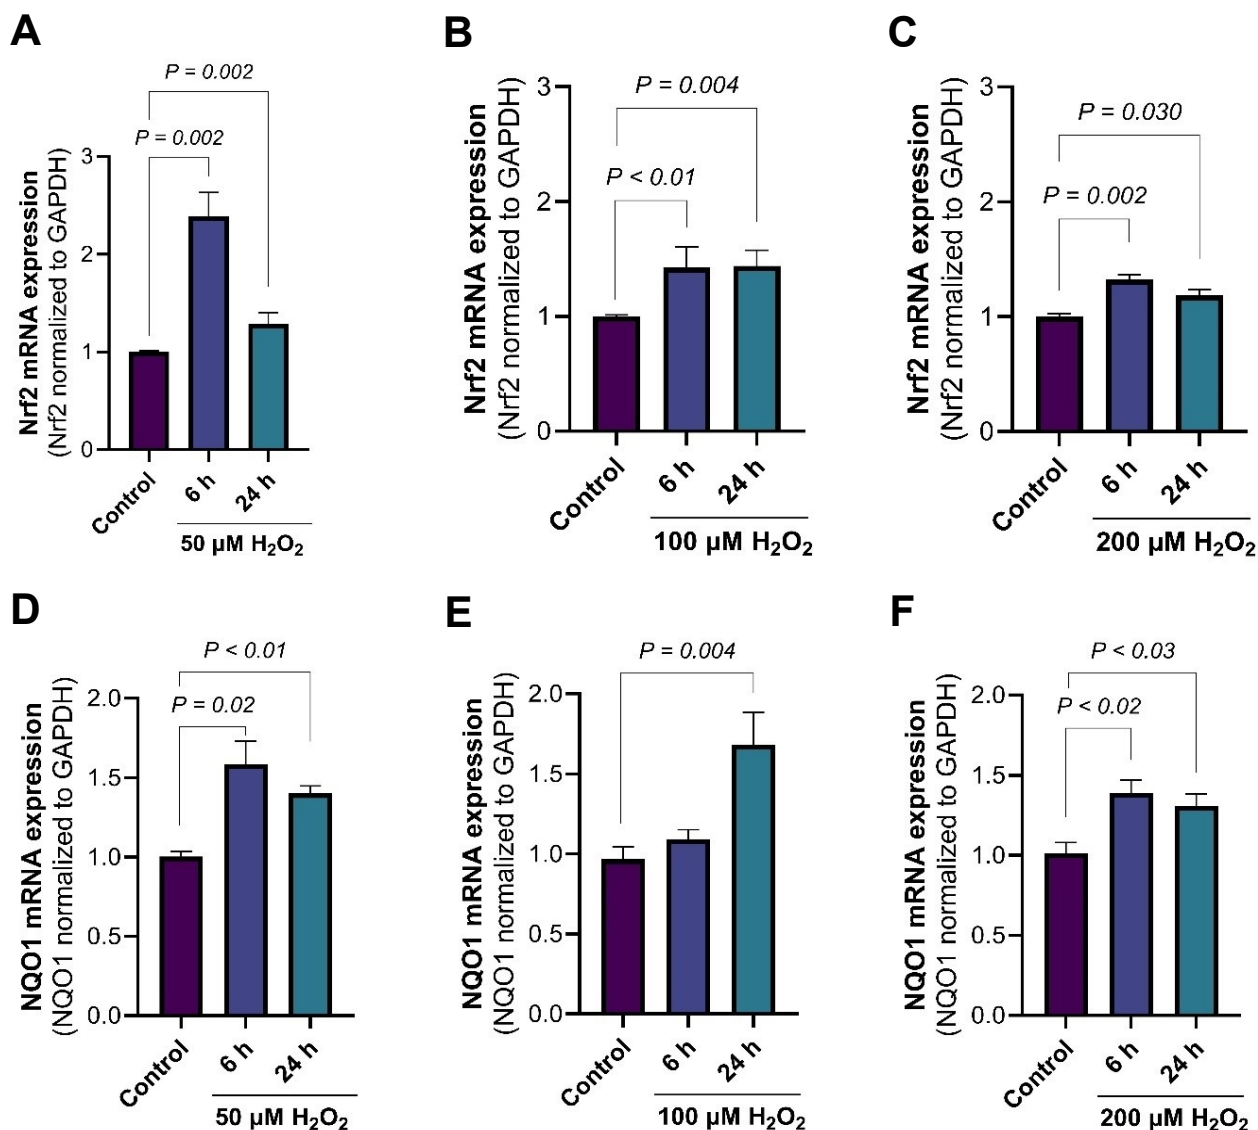 A
P = 0.002
P = 0.002
Nrf2 mRNA expression
(Nrf2 normalized to GAPDH)
3
2
1
0
Control
6 h
24 h
50 µM H₂O₂
B
P = 0.004
P < 0.01
Nrf2 mRNA expression
(Nrf2 normalized to GAPDH)
3
2
1
0
Control
6 h
24 h
100 µM H₂O₂
C
P = 0.030
P = 0.002
Nrf2 mRNA expression
(Nrf2 normalized to GAPDH)
3
2
1
0
Control
6 h
24 h
200 µM H₂O₂
D
P < 0.01
P = 0.02
NQO1 mRNA expression
(NQO1 normalized to GAPDH)
2.0
1.5
1.0
0.5
0.0
Control
6 h
24 h
50 µM H₂O₂
E
P = 0.004
NQO1 mRNA expression
(NQO1 normalized to GAPDH)
2.0
1.5
1.0
0.5
0.0
Control
6 h
24 h
100 µM H₂O₂
F
P < 0.03
P < 0.02
NQO1 mRNA expression
(NQO1 normalized to GAPDH)
2.0
1.5
1.0
0.5
0.0
Control
6 h
24 h
200 µM H₂O₂